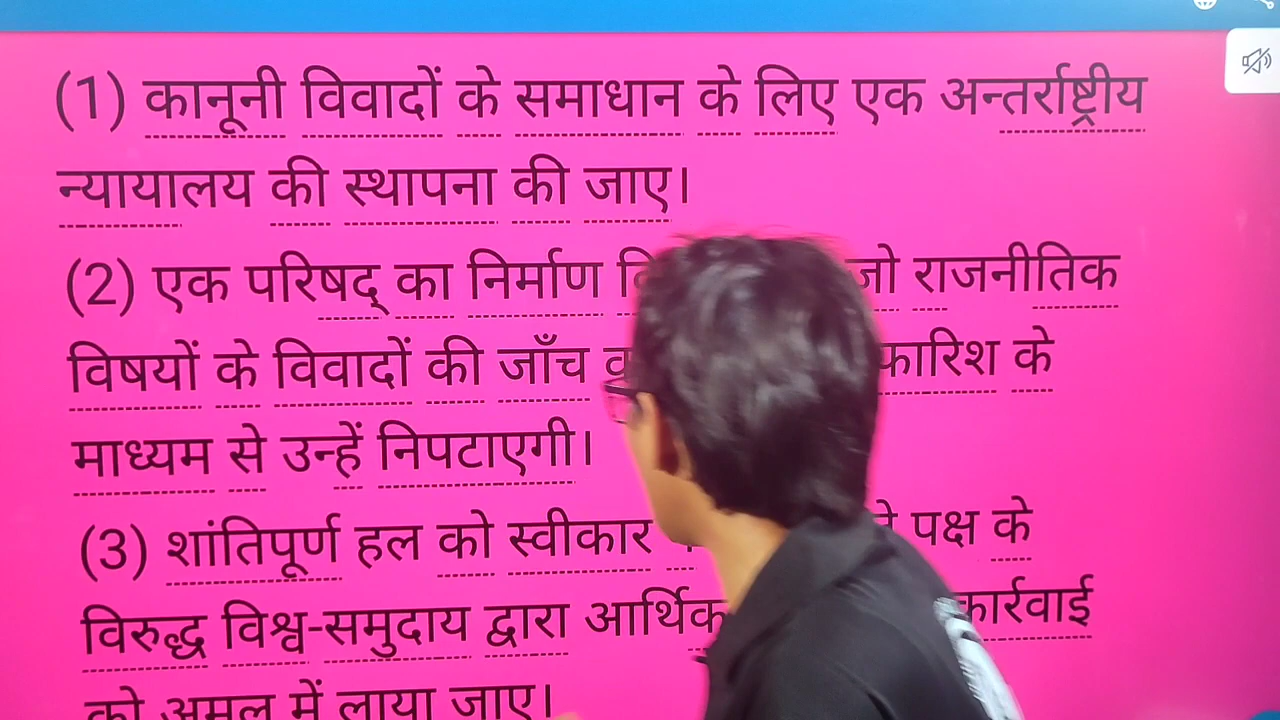 (1) कानूनी विवादों के समाधान के लिए एक अन्तर्राष्ट्रीय
न्यायालय की स्थापना की जाए।
(2) एक परिषद् का निर्माण जो राजनीतिक
विषयों के विवादों की जाँच के
माध्यम से उन्हें निपटाएगी।
(3) शांतिपूर्ण हल को स्वीकार पक्ष के
विरुद्ध विश्व-समुदाय द्वारा आर्थिक कार्रवाई
को अमल में लाया जाए।